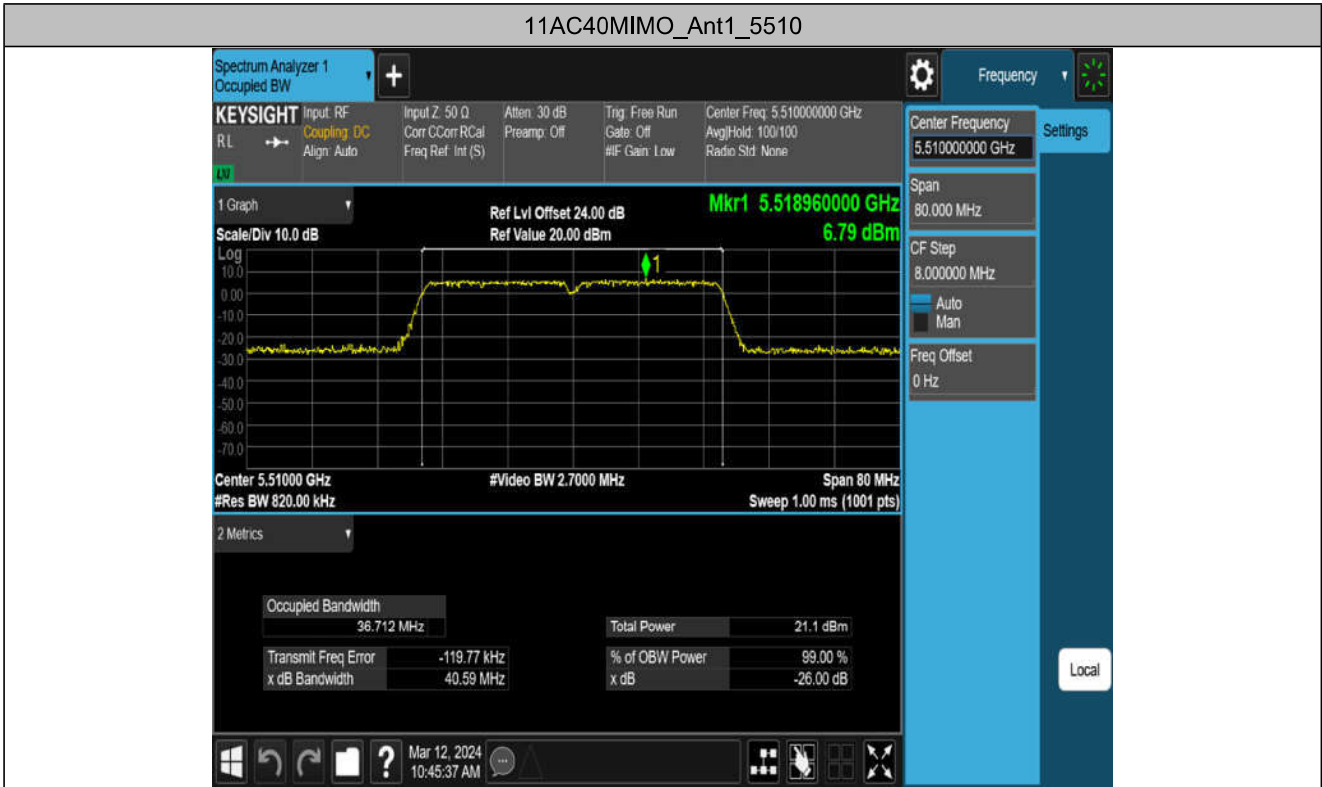 11AC40MIMO_Ant1_5510
Spectrum Analyzer 1
Occupied BW
Frequency
KEYSIGHT
RL
LXI
Input: RF
Coupling: DC
Align: Auto
Input Z: 50 Ω
Corr CCorr RCal
Freq Ref: Int (S)
Atten: 30 dB
Preamp: Off
Trig: Free Run
Gate: Off
#IF Gain: Low
Center Freq: 5.510000000 GHz
Avg|Hold: 100/100
Radio Std: None
Center Frequency
5.510000000 GHz
Settings
Span
80.000 MHz
CF Step
8.000000 MHz
Auto
Man
Freq Offset
0 Hz
Local
1 Graph
Scale/Div 10.0 dB
Ref Lvl Offset 24.00 dB
Ref Value 20.00 dBm
Mkr1 5.518960000 GHz
6.79 dBm
Log
10.0
0.00
-10.0
-20.0
-30.0
-40.0
-50.0
-60.0
-70.0
1
Center 5.51000 GHz
#Res BW 820.00 kHz
#Video BW 2.7000 MHz
Span 80 MHz
Sweep 1.00 ms (1001 pts)
2 Metrics
Occupied Bandwidth
36.712 MHz
Total Power 21.1 dBm
Transmit Freq Error -119.77 kHz
% of OBW Power 99.00 %
x dB Bandwidth 40.59 MHz
x dB -26.00 dB
?
Mar 12, 2024
10:45:37 AM